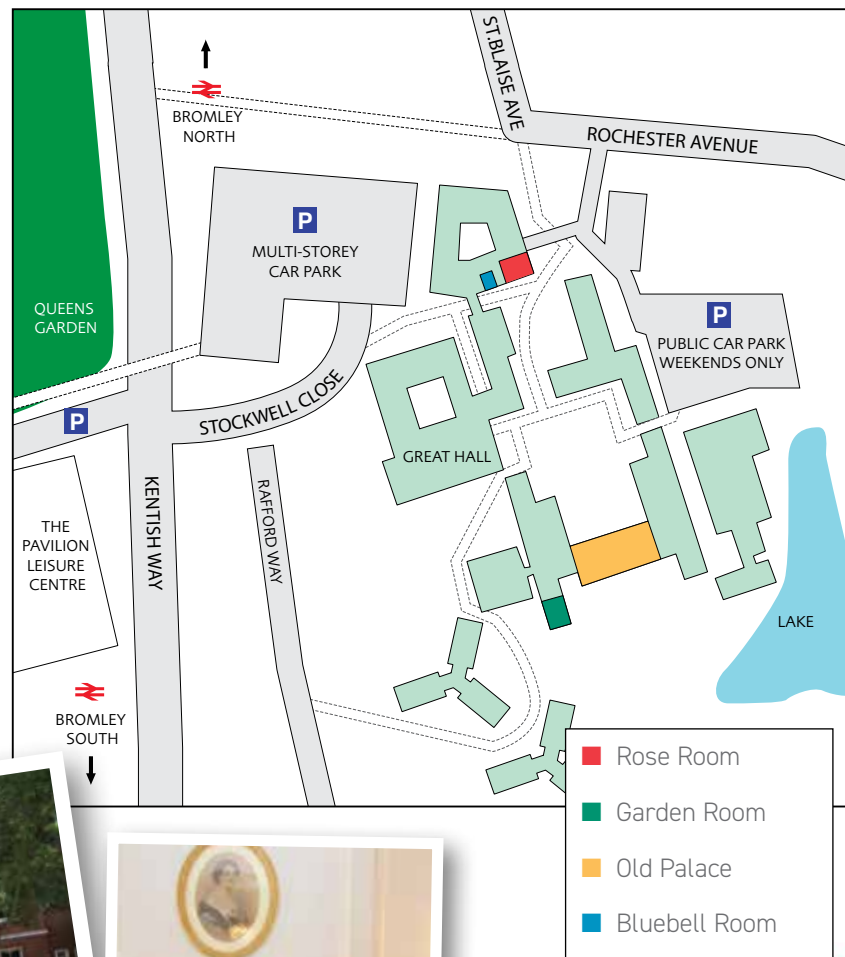 ST.BLAISE AVE
BROMLEY
NORTH
ROCHESTER AVENUE
P
MULTI-STOREY
CAR PARK
QUEENS
GARDEN
P
PUBLIC CAR PARK
WEEKENDS ONLY
P
STOCKWELL CLOSE
GREAT HALL
KENTISH WAY
RAFFORD WAY
THE
PAVILION
LEISURE
CENTRE
LAKE
BROMLEY
SOUTH
Rose Room
Garden Room
Old Palace
Bluebell Room